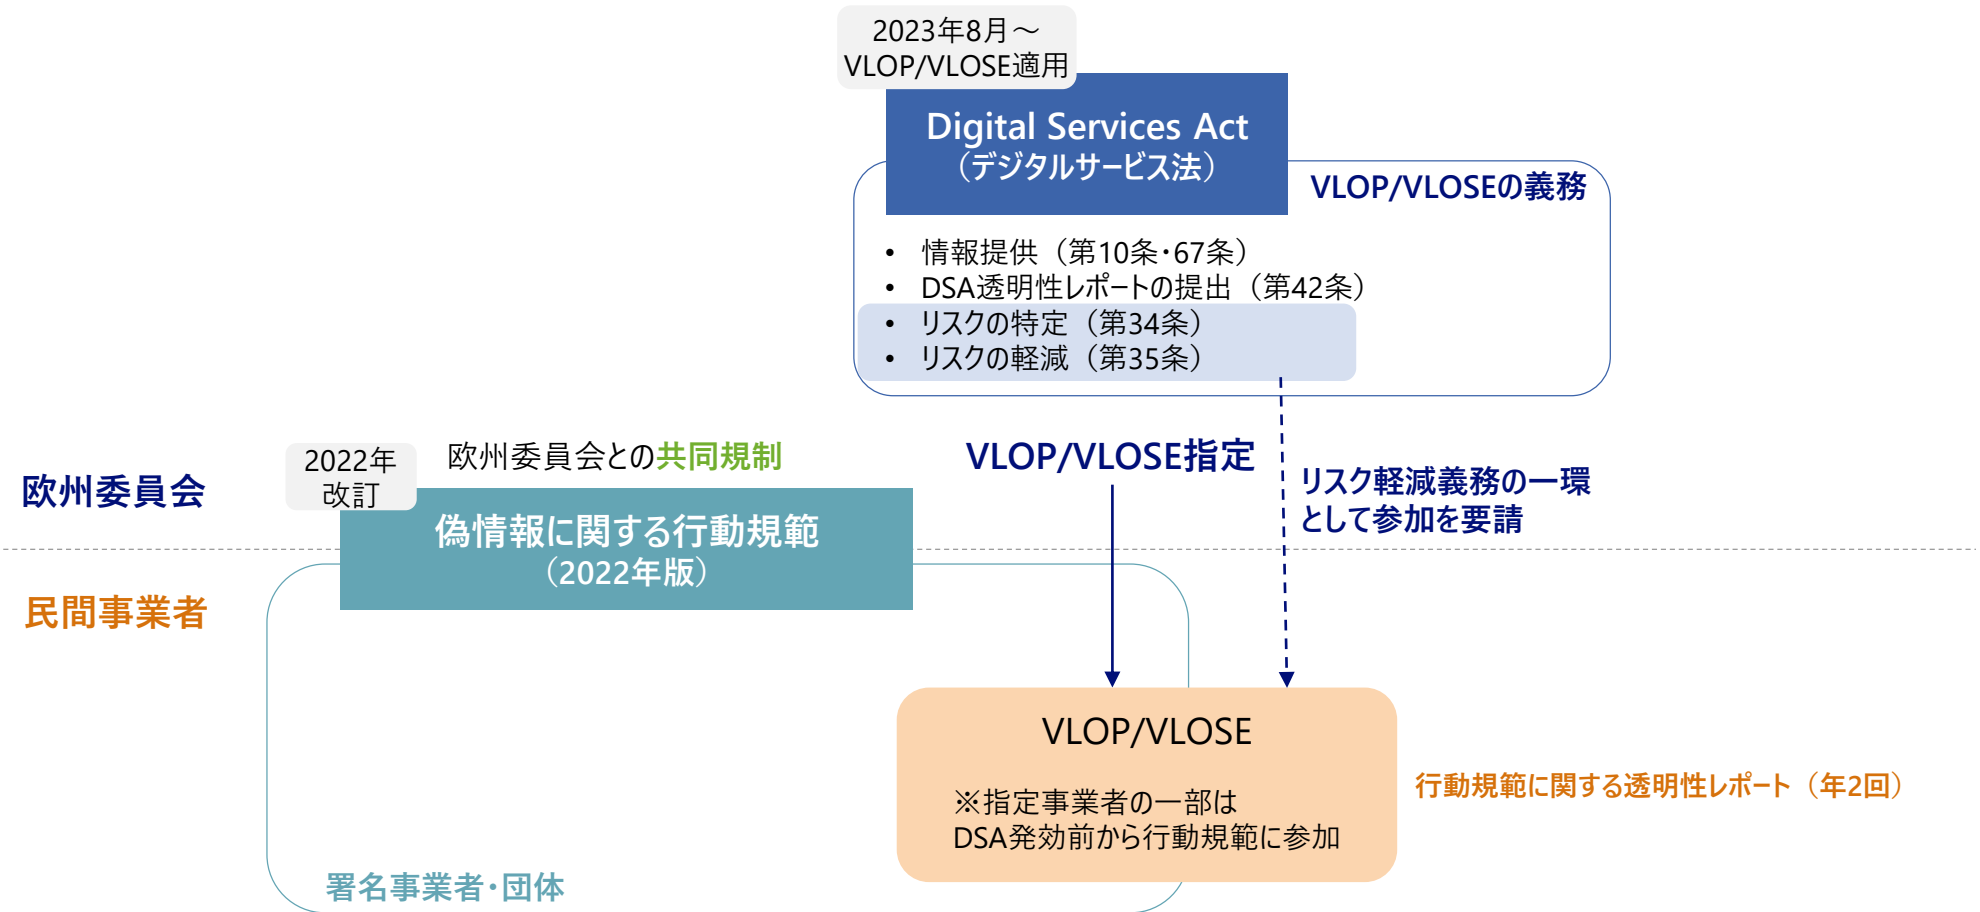 2023年8月～
VLOP/VLOSE適用
Digital Services Act
（デジタルサービス法）
VLOP/VLOSEの義務
• 情報提供（第10条・67条）
• DSA透明性レポートの提出（第42条）
• リスクの特定（第34条）
• リスクの軽減（第35条）
2022年
改訂
欧州委員会との共同規制
VLOP/VLOSE指定
リスク軽減義務の一環
として参加を要請
欧州委員会
偽情報に関する行動規範
（2022年版）
民間事業者
VLOP/VLOSE
※指定事業者の一部は
DSA発効前から行動規範に参加
行動規範に関する透明性レポート（年2回）
署名事業者・団体